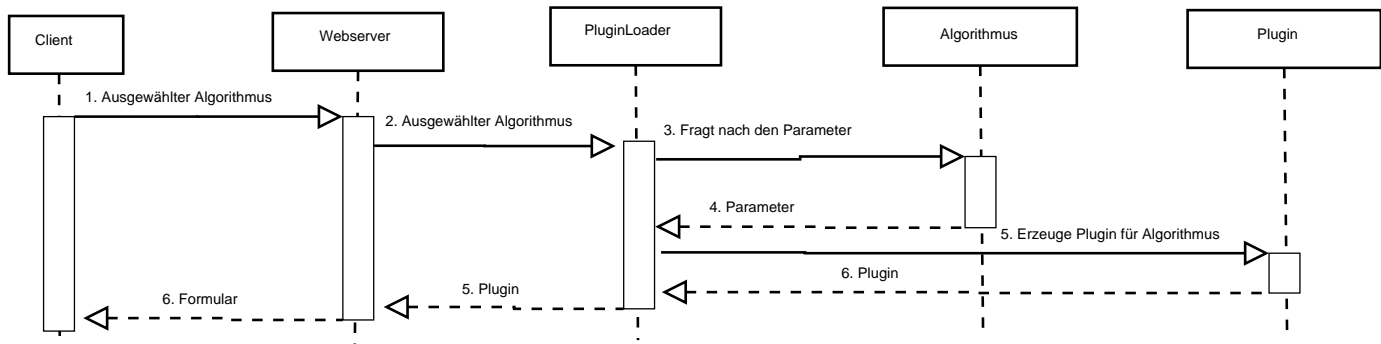 Client
Webserver
PluginLoader
Algorithmus
Plugin
1. Ausgewählter Algorithmus
2. Ausgewählter Algorithmus
3. Fragt nach den Parameter
4. Parameter
5. Erzeuge Plugin für Algorithmus
6. Plugin
5. Plugin
6. Formular